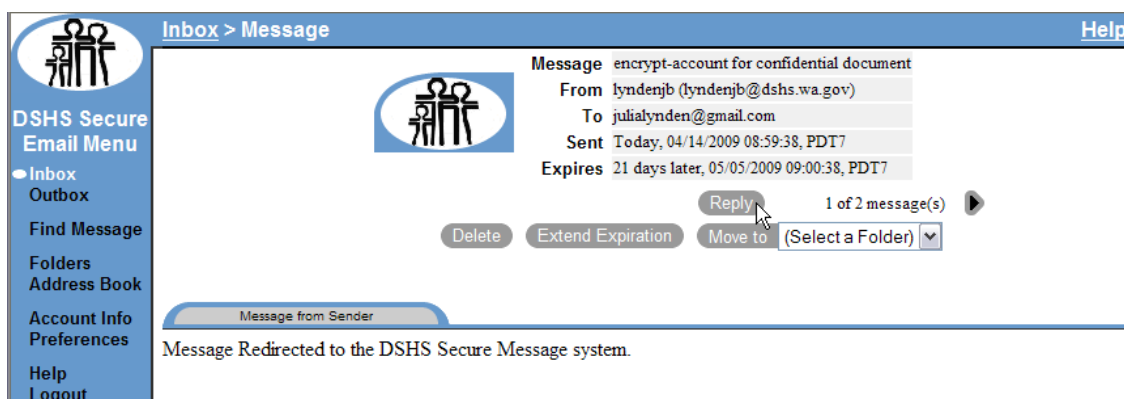 Inbox > Message
Help
DSHS Secure
Email Menu
Inbox
Outbox
Find Message
Folders
Address Book
Account Info
Preferences
Help
Logout
Message encrypt-account for confidential document
From lyndenjb (lyndenjb@dshs.wa.gov)
To julialynden@gmail.com
Sent Today, 04/14/2009 08:59:38, PDT7
Expires 21 days later, 05/05/2009 09:00:38, PDT7
Reply 1 of 2 message(s)
Delete Extend Expiration Move to (Select a Folder)
Message from Sender
Message Redirected to the DSHS Secure Message system.